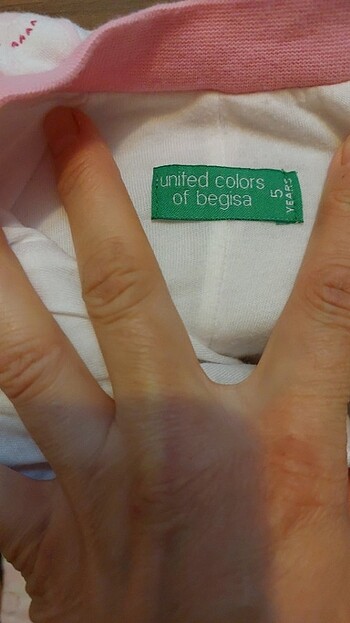 united colors
of begisa
5
YEARS